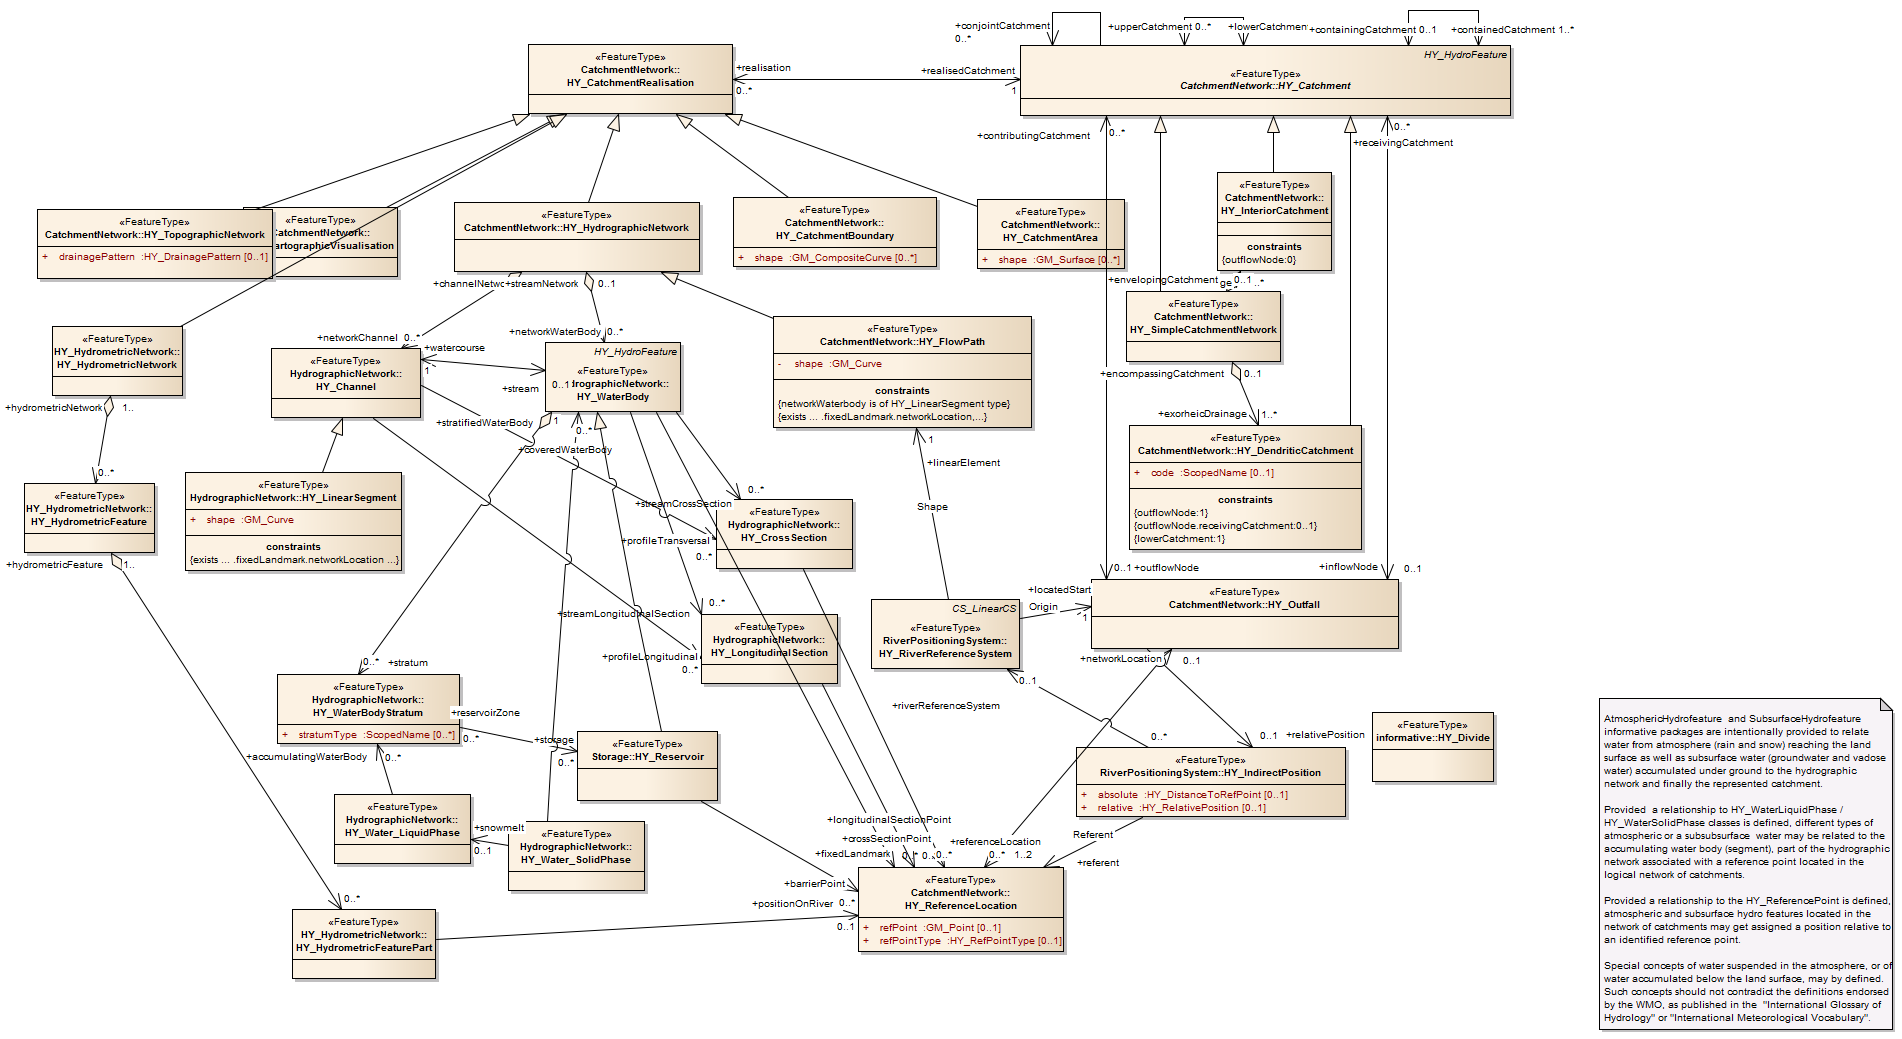 +conjointCatchment
0..*
+upperCatchment 0..*
+lowerCatchmen
+containingCatchment 0..1
+containedCatchment 1..*
«FeatureType»
CatchmentNetwork::
HY_CatchmentRealisation
+realisation
0..*
+realisedCatchment
1
HY_HydroFeature
«FeatureType»
CatchmentNetwork::HY_Catchment
+contributingCatchment
0..*
0..*
+receivingCatchment
«FeatureType»
CatchmentNetwork::HY_TopographicNetwork
+ drainagePattern :HY_DrainagePattern [0..1]
«FeatureType»
CatchmentNetwork::
artographicVisualisation
«FeatureType»
CatchmentNetwork::HY_HydrographicNetwork
«FeatureType»
CatchmentNetwork::
HY_CatchmentBoundary
+ shape :GM_CompositeCurve [0..*]
«FeatureType»
CatchmentNetwork::
HY_CatchmentArea
+ shape :GM_Surface [0..*]
«FeatureType»
CatchmentNetwork::
HY_InteriorCatchment
constraints
{outflowNode:0}
+channelNetwc
+streamNetwork
0..1
+envelopingCatchment
0..1
ge
..*
«FeatureType»
CatchmentNetwork::
HY_SimpleCatchmentNetwork
+encompassingCatchment
0..1
+exorheicDrainage
1..*
«FeatureType»
HY_HydrometricNetwork::
HY_HydrometricNetwork
+hydrometricNetwork
1..
+networkChannel
0..*
+networkWaterBody
0..*
«FeatureType»
HydrographicNetwork::
HY_Channel
+watercourse
1
+stream
0..1
HY_HydroFeature
«FeatureType»
drographicNetwork::
HY_WaterBody
«FeatureType»
CatchmentNetwork::HY_FlowPath
- shape :GM_Curve
constraints
{networkWaterbody is of HY_LinearSegment type}
{exists ... .fixedLandmark.networkLocation,...}
1
+linearElement
Shape
+stratifiedWaterBody
1
0..*
+coveredWaterBody
«FeatureType»
CatchmentNetwork::HY_DendriticCatchment
+ code :ScopedName [0..1]
constraints
{outflowNode:1}
{outflowNode.receivingCatchment:0..1}
{lowerCatchment:1}
0..*
«FeatureType»
HY_HydrometricNetwork::
HY_HydrometricFeature
+hydrometricFeature
1..
«FeatureType»
HydrographicNetwork::HY_LinearSegment
+ shape :GM_Curve
constraints
{exists ... .fixedLandmark.networkLocation ...}
+streamCrossSection
0..*
+profileTransversal
0..*
«FeatureType»
HydrographicNetwork::
HY_CrossSection
+streamLongitudinalSection
0..*
+profileLongitudinal
0..*
«FeatureType»
HydrographicNetwork::
HY_LongitudinalSection
0..1
+outflowNode
+inflowNode
0..1
+locatedStart
Origin
1
«FeatureType»
CatchmentNetwork::HY_Outfall
CS_LinearCS
«FeatureType»
RiverPositioningSystem::
HY_RiverReferenceSystem
0..1
+riverReferenceSystem
+networkLocation
0..1
0..*
0..1
+relativePosition
0..*
+stratum
«FeatureType»
HydrographicNetwork::
HY_WaterBodyStratum
+ stratumType :ScopedName [0..*]
+reservoirZone
0..*
+storage
0..*
«FeatureType»
Storage::HY_Reservoir
«FeatureType»
informative::HY_Divide
«FeatureType»
RiverPositioningSystem::HY_IndirectPosition
+ absolute :HY_DistanceToRefPoint [0..1]
+ relative :HY_RelativePosition [0..1]
+accumulatingWaterBody
0..*
«FeatureType»
HydrographicNetwork::
HY_Water_LiquidPhase
+snowmelt
0..1
«FeatureType»
HydrographicNetwork::
HY_Water_SolidPhase
+longitudinalSectionPoint
+crossSectionPoint
+fixedLandmark
0..*
0..*
+referenceLocation
0..*
1..2
Referent
+referent
+barrierPoint
0..*
+positionOnRiver
0..1
«FeatureType»
CatchmentNetwork::
HY_ReferenceLocation
+ refPoint :GM_Point [0..1]
+ refPointType :HY_RefPointType [0..1]
0..*
«FeatureType»
HY_HydrometricNetwork::
HY_HydrometricFeaturePart
AtmosphericHydrofeature and SubsurfaceHydrofeature
informative packages are intentionally provided to relate
water from atmosphere (rain and snow) reaching the land
surface as well as subsurface water (groundwater and vadose
water) accumulated under ground to the hydrographic
network and finally the represented catchment.
Provided a relationship to HY_WaterLiquidPhase /
HY_WaterSolidPhase classes is defined, different types of
atmospheric or a subsubsurface water may be related to the
accumulating water body (segment), part of the hydrographic
network associated with a reference point located in the
logical network of catchments.
Provided a relationship to the HY_ReferencePoint is defined,
atmospheric and subsurface hydro features located in the
network of catchments may get assigned a position relative to
an identified reference point.
Special concepts of water suspended in the atmosphere, or of
water accumulated below the land surface, may by defined.
Such concepts should not contradict the definitions endorsed
by the WMO, as published in the "International Glossary of
Hydrology" or "International Meteorological Vocabulary".